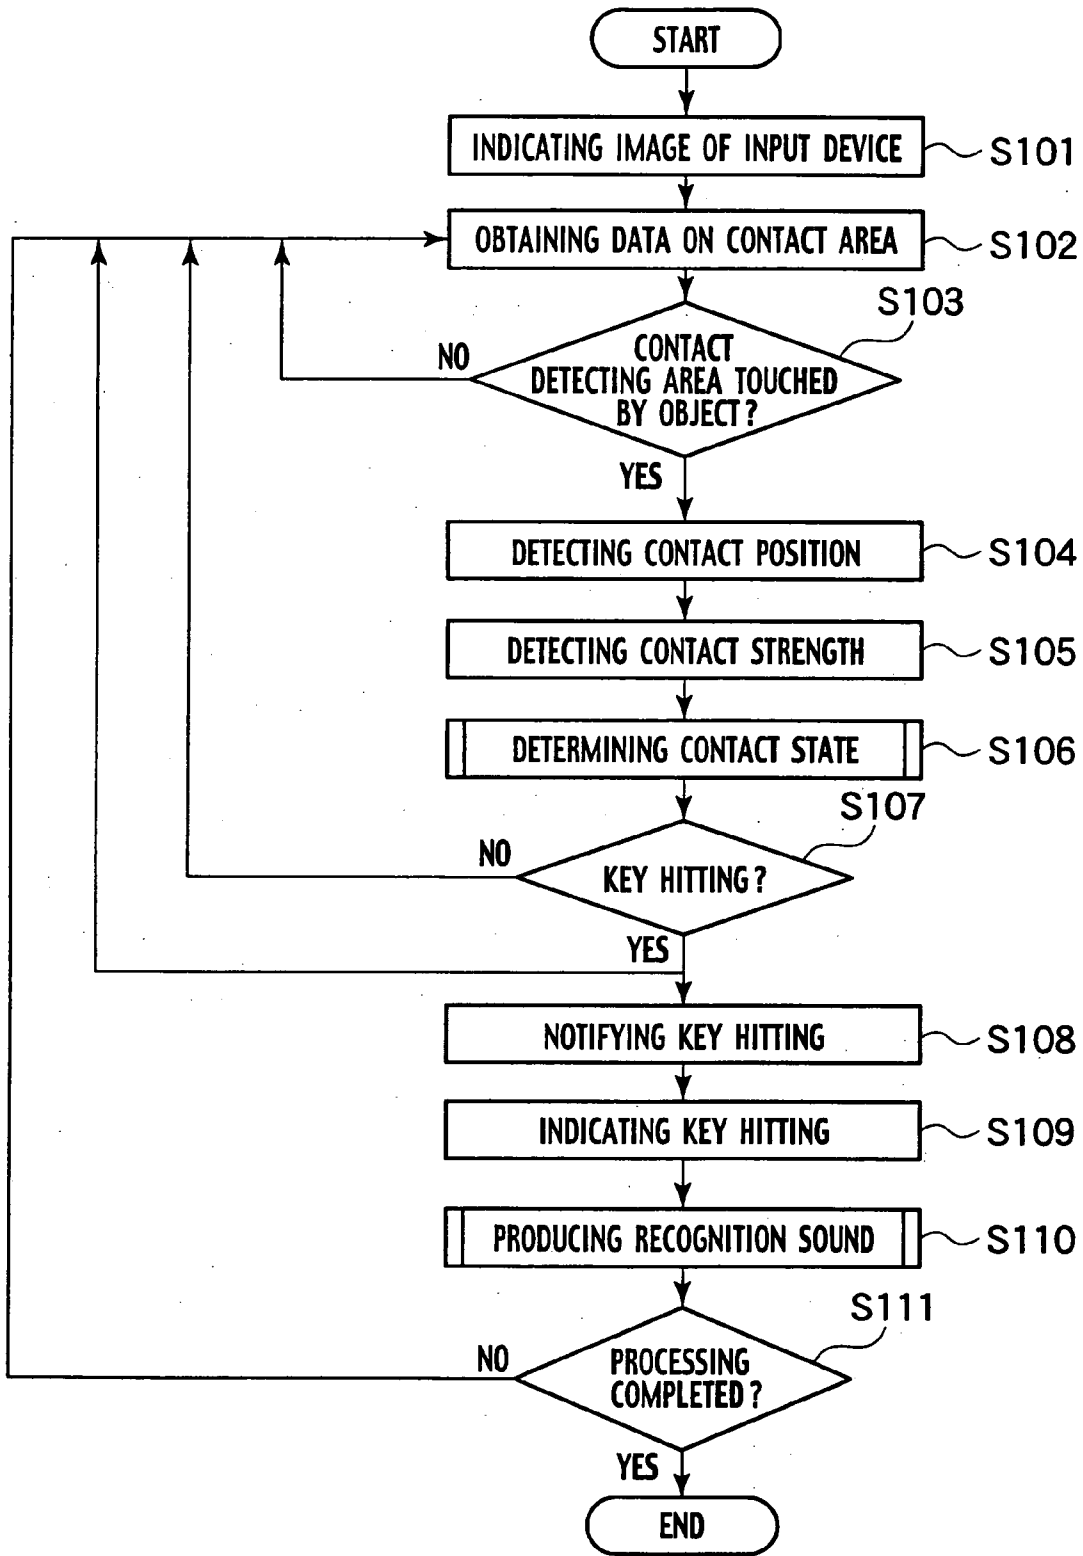 START
INDICATING IMAGE OF INPUT DEVICE
S101
OBTAINING DATA ON CONTACT AREA
S102
S103
NO
CONTACT
DETECTING AREA TOUCHED
BY OBJECT?
YES
DETECTING CONTACT POSITION
S104
DETECTING CONTACT STRENGTH
S105
DETERMINING CONTACT STATE
S106
S107
NO
KEY HITTING?
YES
NOTIFYING KEY HITTING
S108
INDICATING KEY HITTING
S109
PRODUCING RECOGNITION SOUND
S110
S111
NO
PROCESSING
COMPLETED?
YES
END